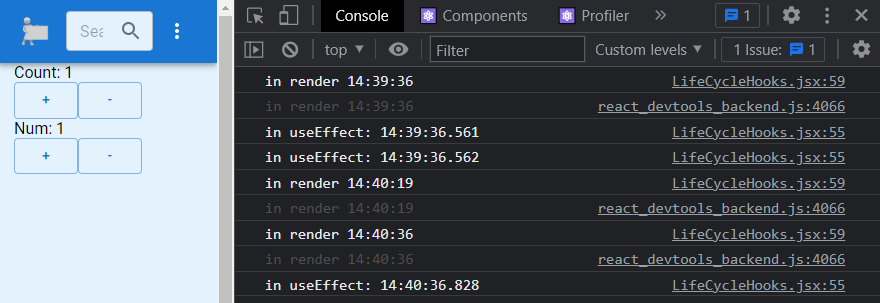 Sea
Count: 1
+ -
Num: 1
+ -
Console Components Profiler » 1
top Filter Custom levels 1 Issue: 1
in render 14:39:36 LifeCycleHooks.jsx:59
in render 14:39:36 react_devtools_backend.js:4066
in useEffect: 14:39:36.561 LifeCycleHooks.jsx:55
in useEffect: 14:39:36.562 LifeCycleHooks.jsx:55
in render 14:40:19 LifeCycleHooks.jsx:59
in render 14:40:19 react_devtools_backend.js:4066
in render 14:40:36 LifeCycleHooks.jsx:59
in render 14:40:36 react_devtools_backend.js:4066
in useEffect: 14:40:36.828 LifeCycleHooks.jsx:55